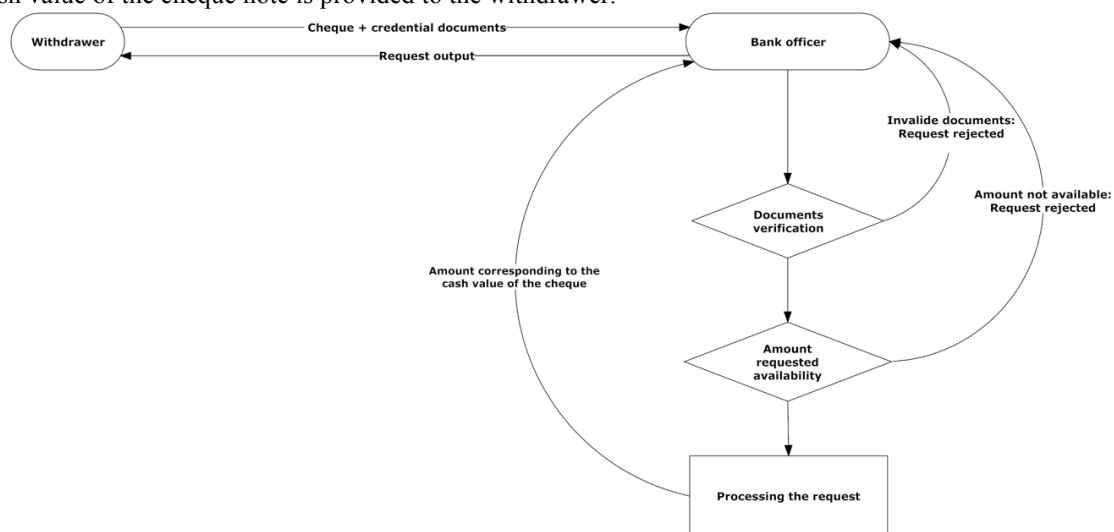 sh value of the cheque note is provided to the withdrawer.
Withdrawer
Cheque + credential documents
Bank officer
Request output
Invalide documents:
Request rejected
Amount not available:
Request rejected
Documents
verification
Amount corresponding to the
cash value of the cheque
Amount
requested
availability
Processing the request